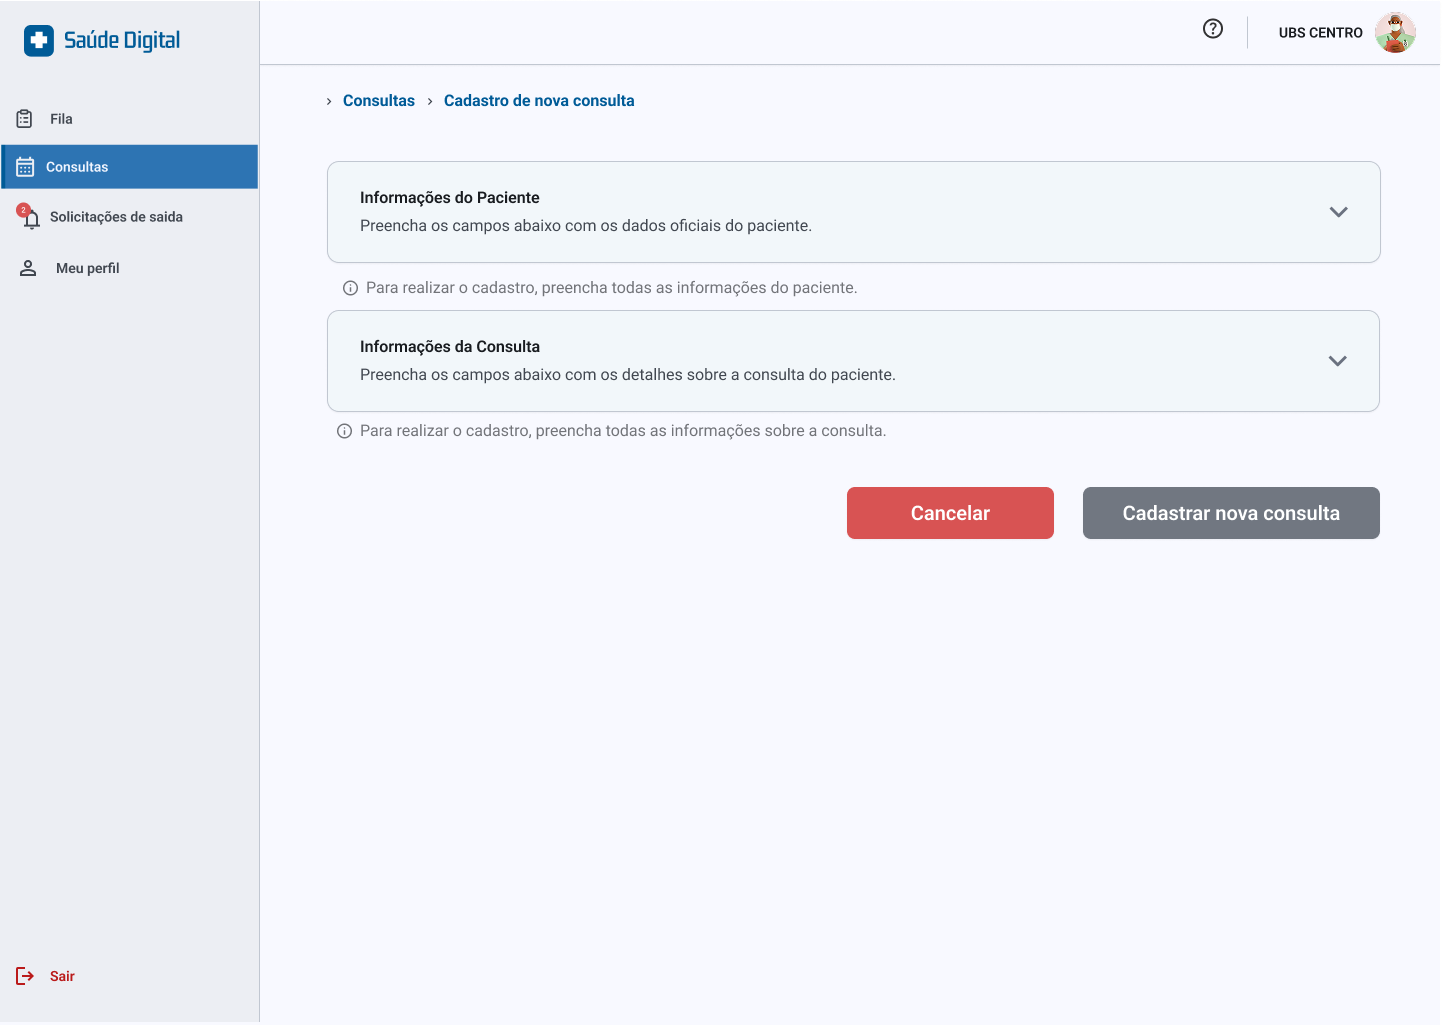 Saúde Digital
UBS CENTRO
Fila
Consultas
2
Solicitações de saida
Meu perfil
Sair
Consultas
Cadastro de nova consulta
Informações do Paciente
Preencha os campos abaixo com os dados oficiais do paciente.
Para realizar o cadastro, preencha todas as informações do paciente.
Informações da Consulta
Preencha os campos abaixo com os detalhes sobre a consulta do paciente.
Para realizar o cadastro, preencha todas as informações sobre a consulta.
Cancelar
Cadastrar nova consulta